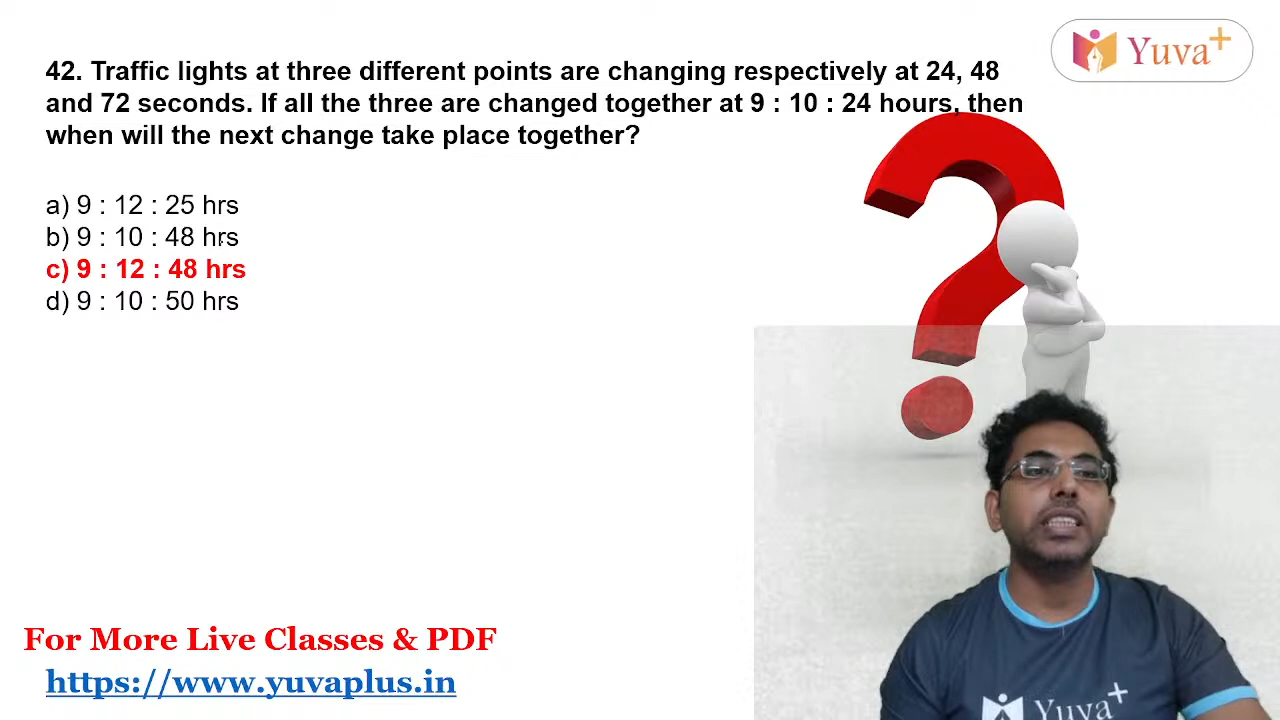 Yuva+
42. Traffic lights at three different points are changing respectively at 24, 48
and 72 seconds. If all the three are changed together at 9 : 10 : 24 hours, then
when will the next change take place together?
a) 9 : 12 : 25 hrs
b) 9 : 10 : 48 hrs
c) 9 : 12 : 48 hrs
d) 9 : 10 : 50 hrs
For More Live Classes & PDF
https://www.yuvaplus.in
Yuva+